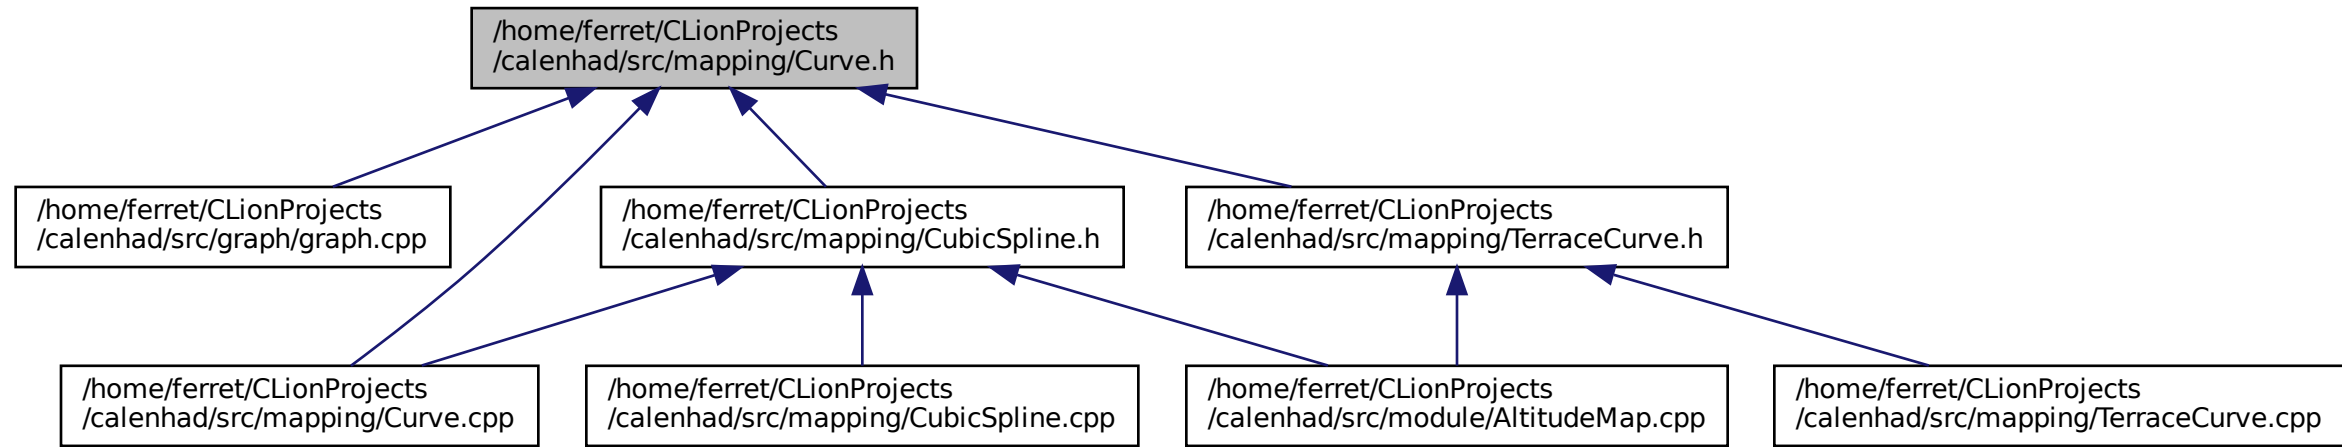 /home/ferret/CLionProjects
/calenhad/src/mapping/Curve.h
/home/ferret/CLionProjects
/calenhad/src/graph/graph.cpp
/home/ferret/CLionProjects
/calenhad/src/mapping/CubicSpline.h
/home/ferret/CLionProjects
/calenhad/src/mapping/TerraceCurve.h
/home/ferret/CLionProjects
/calenhad/src/mapping/Curve.cpp
/home/ferret/CLionProjects
/calenhad/src/mapping/CubicSpline.cpp
/home/ferret/CLionProjects
/calenhad/src/module/AltitudeMap.cpp
/home/ferret/CLionProjects
/calenhad/src/mapping/TerraceCurve.cpp